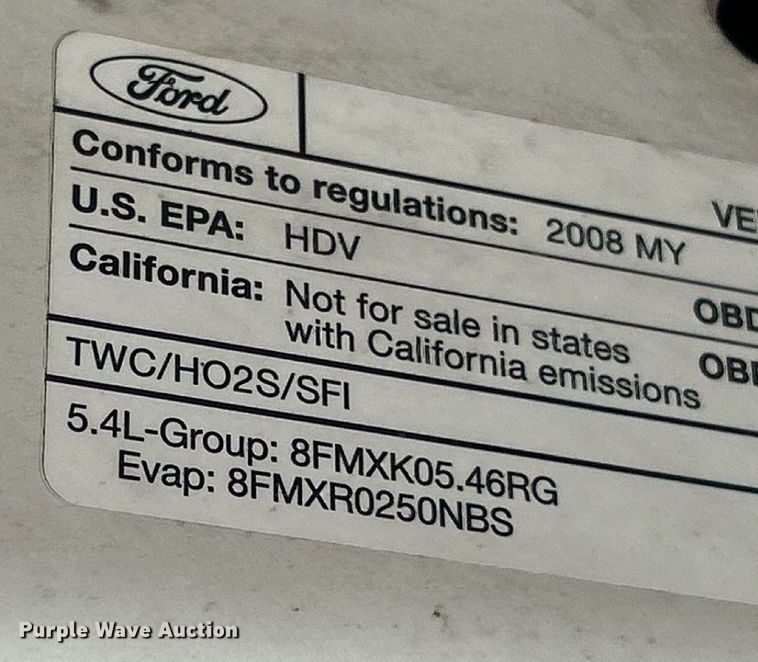 Ford
Conforms to regulations: 2008 MY
U.S. EPA: HDV
California: Not for sale in states
with California emissions
TWC/HO2S/SFI
5.4L-Group: 8FMXK05.46RG
Evap: 8FMXR0250NBS
Purple Wave Auction